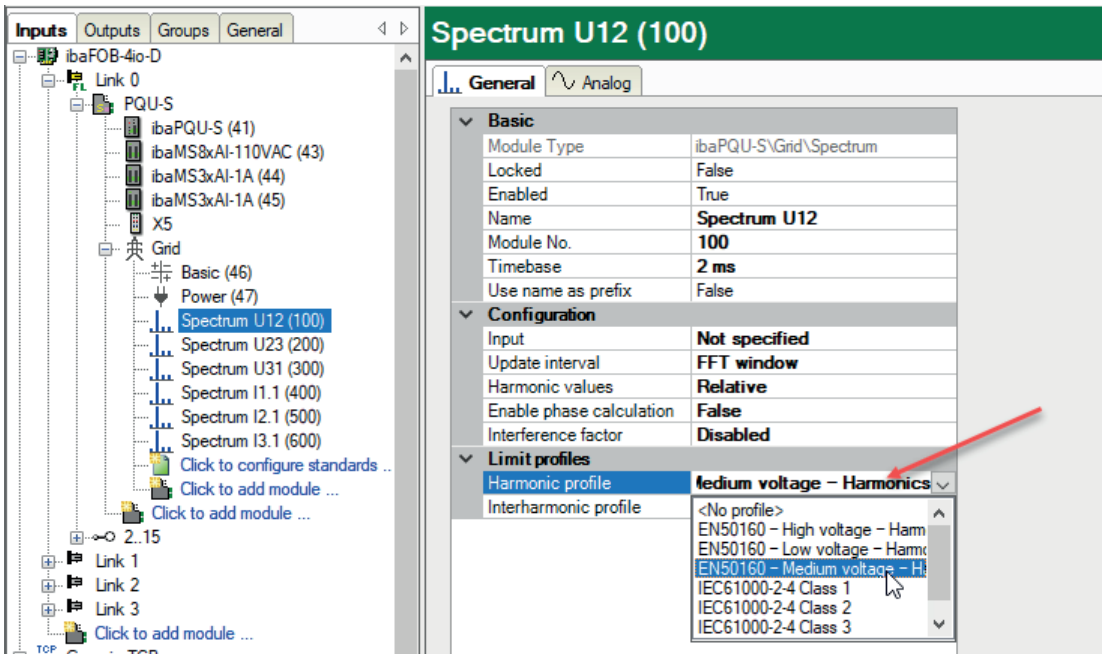 Inputs Outputs Groups General
ibaFOB-4io-D
Link 0
FL
PQU-S
ibaPQU-S (41)
ibaMS8xAI-110VAC (43)
ibaMS3xAI-1A (44)
ibaMS3xAI-1A (45)
X5
Grid
Basic (46)
Power (47)
Spectrum U12 (100)
Spectrum U23 (200)
Spectrum U31 (300)
Spectrum I1.1 (400)
Spectrum I2.1 (500)
Spectrum I3.1 (600)
Click to configure standards ..
Click to add module ...
Click to add module ...
2..15
Link 1
Link 2
Link 3
Click to add module ...
TCP
Spectrum U12 (100)
General Analog
Basic
Module Type ibaPQU-S\Grid\Spectrum
Locked False
Enabled True
Name Spectrum U12
Module No. 100
Timebase 2 ms
Use name as prefix False
Configuration
Input Not specified
Update interval FFT window
Harmonic values Relative
Enable phase calculation False
Interference factor Disabled
Limit profiles
Harmonic profile Medium voltage – Harmonics
Interharmonic profile
<No profile>
EN50160 – High voltage – Harm
EN50160 – Low voltage – Harmo
EN50160 – Medium voltage – Ha
IEC61000-2-4 Class 1
IEC61000-2-4 Class 2
IEC61000-2-4 Class 3